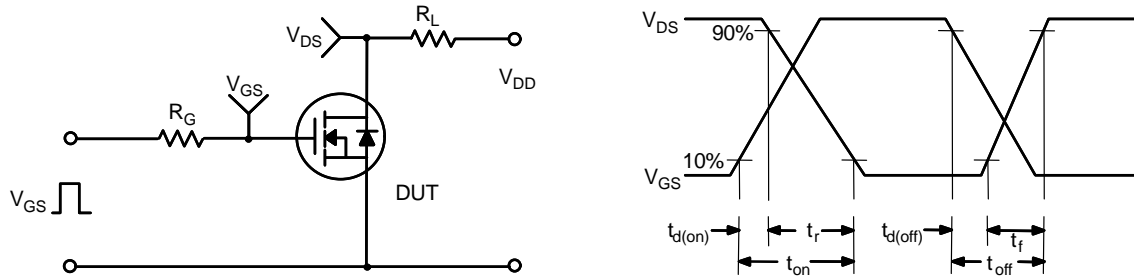 R_L
V_DS
V_DD
V_GS
R_G
V_GS
DUT
V_DS
90%
10%
V_GS
t_d(on)
t_r
t_d(off)
t_f
t_on
t_off